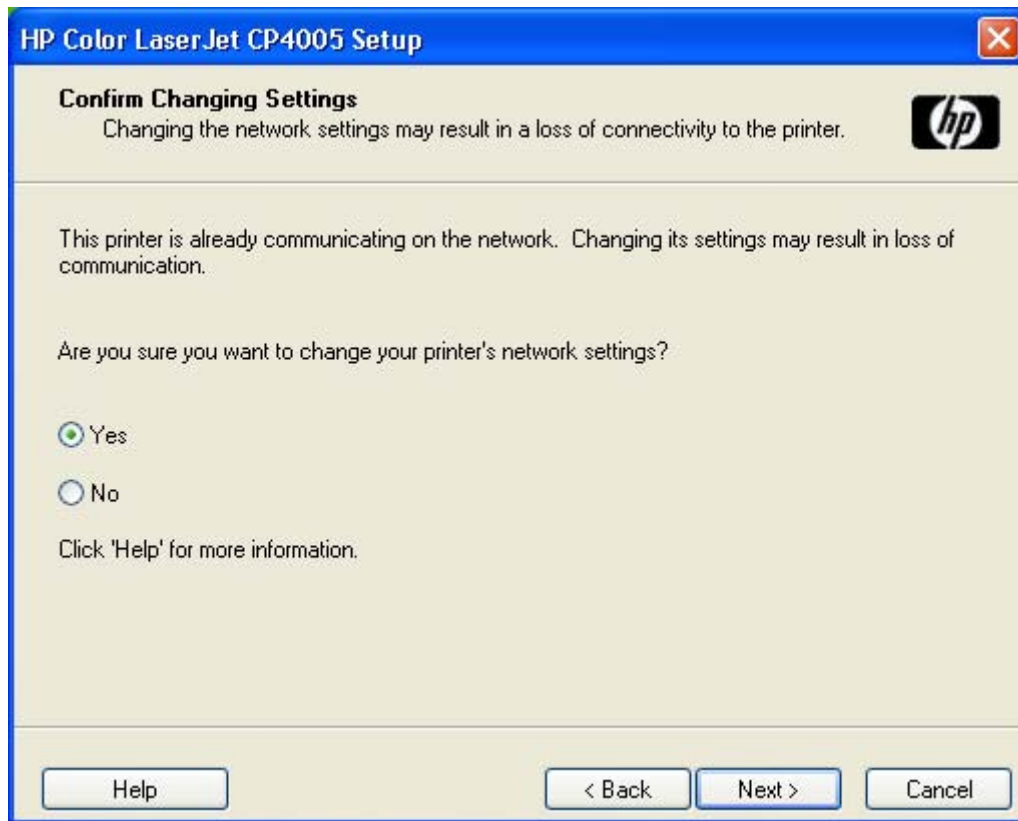 HP Color LaserJet CP4005 Setup
Confirm Changing Settings
Changing the network settings may result in a loss of connectivity to the printer.
hp
This printer is already communicating on the network. Changing its settings may result in loss of
communication.
Are you sure you want to change your printer's network settings?
Yes
No
Click 'Help' for more information.
Help
< Back
Next >
Cancel